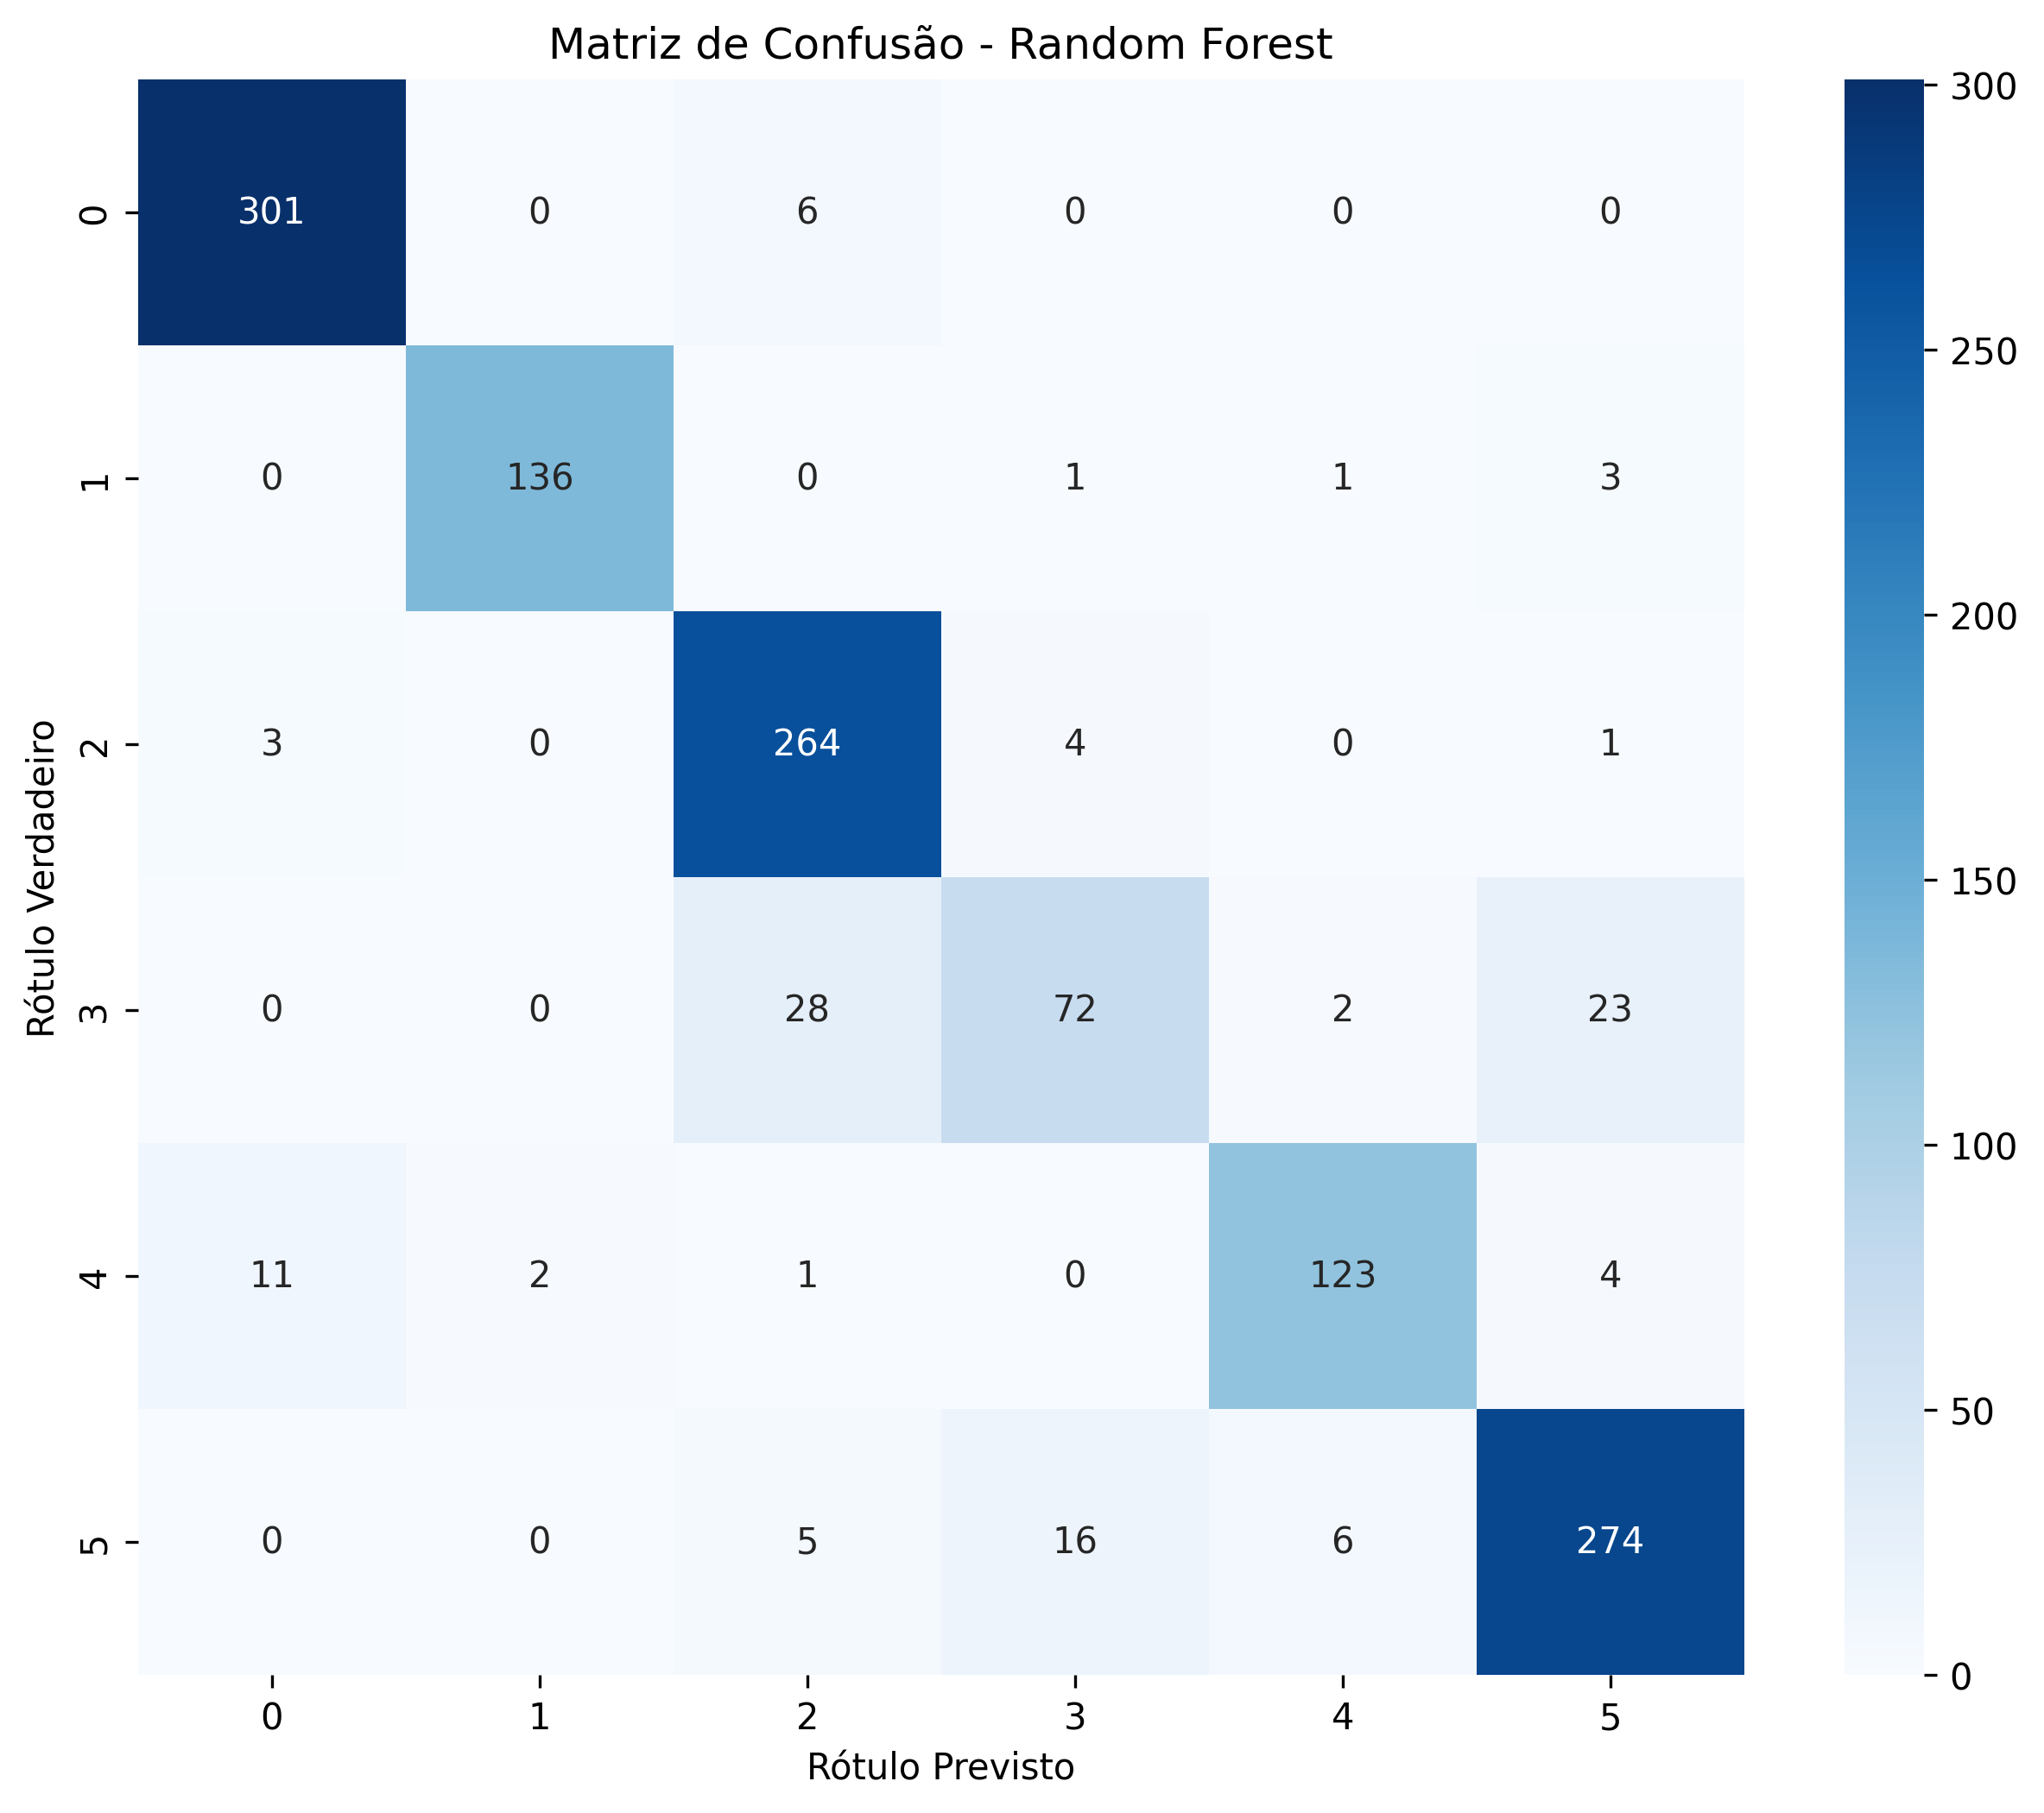 Matriz de Confusão - Random Forest
301 0 6 0 0 0
0 136 0 1 1 3
3 0 264 4 0 1
0 0 28 72 2 23
11 2 1 0 123 4
0 0 5 16 6 274
0
1
2
3
4
5
Rótulo Verdadeiro
0 1 2 3 4 5
Rótulo Previsto
300
250
200
150
100
50
0